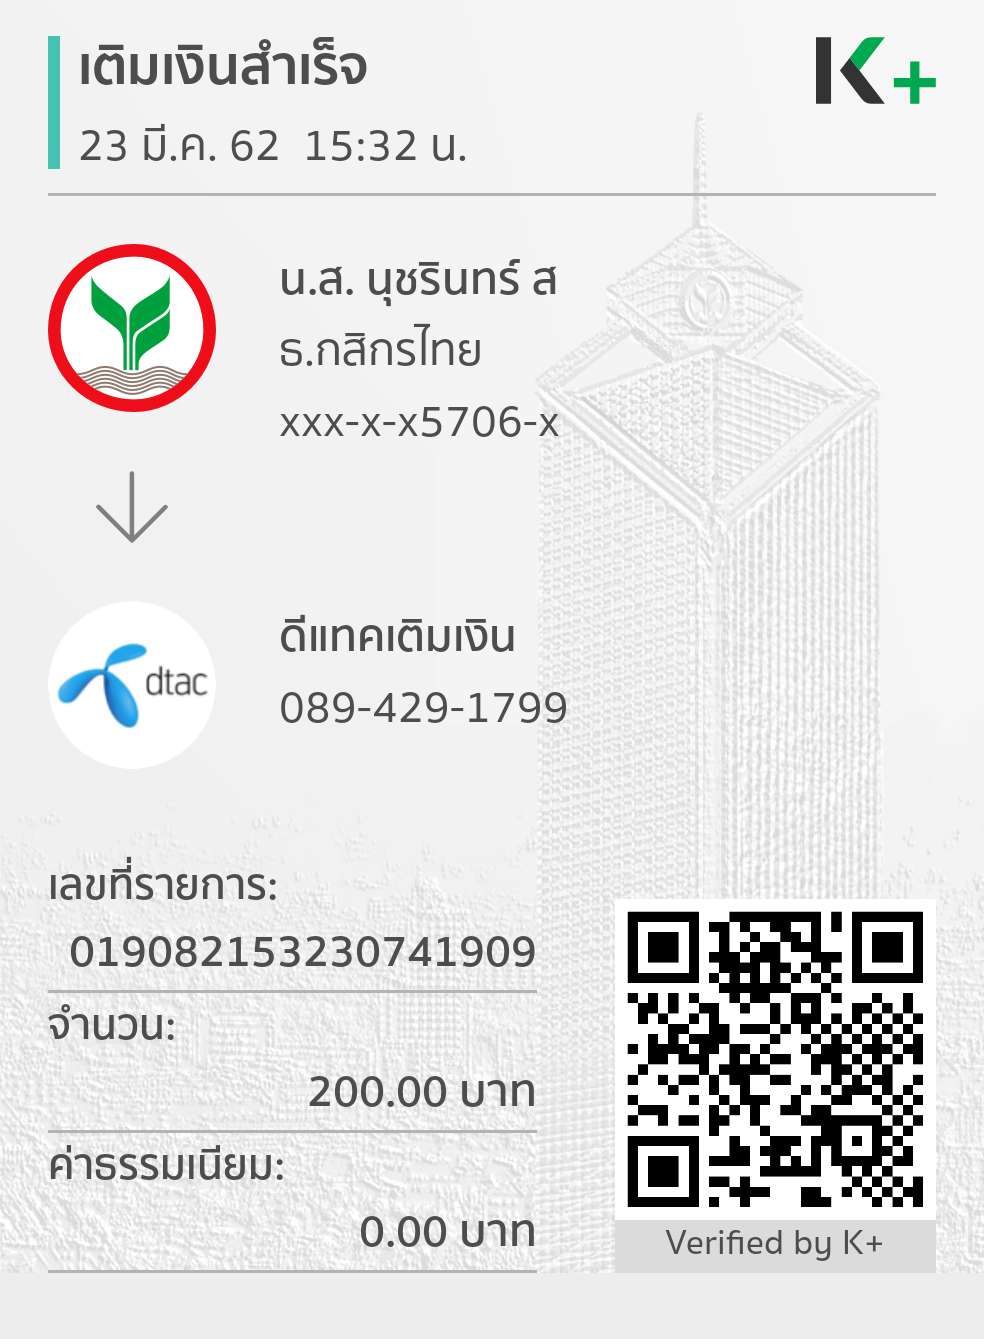 เติมเงินสำเร็จ
23 มี.ค. 62 15:32 น.
K+
น.ส. นุชรินทร์ ส
ธ.กสิกรไทย
xxx-x-x5706-x
dtac
ดีแทคเติมเงิน
089-429-1799
เลขที่รายการ:
019082153230741909
จำนวน:
200.00 บาท
ค่าธรรมเนียม:
0.00 บาท
Verified by K+